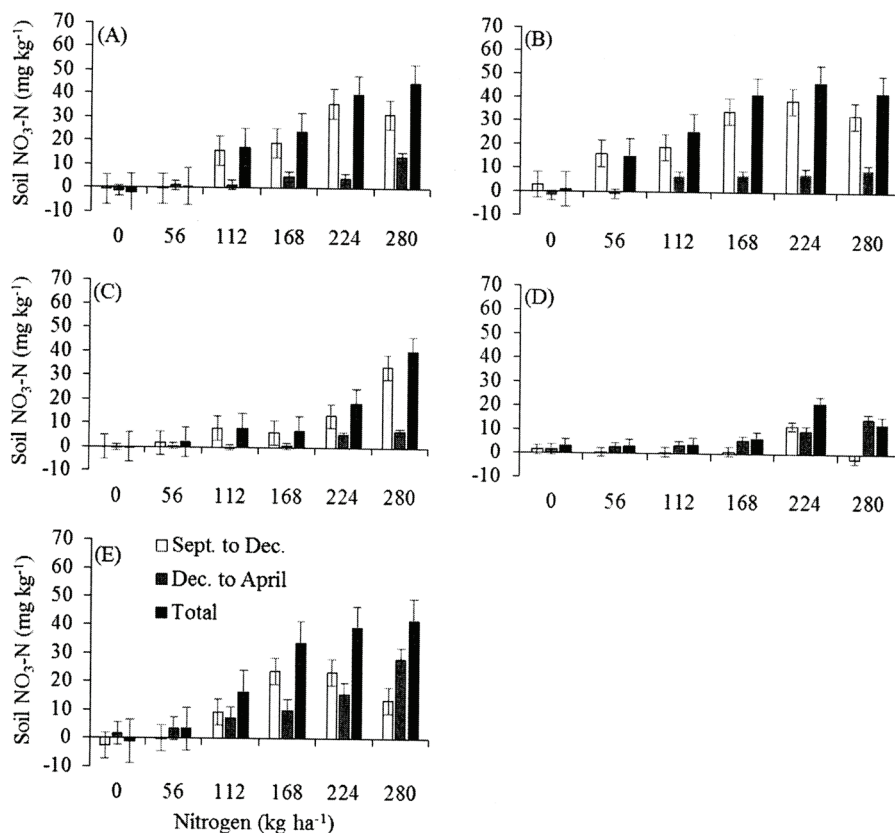 (A)
Soil NO3-N (mg kg-1)
70
60
50
40
30
20
10
0
-10
0 56 112 168 224 280
(B)
70
60
50
40
30
20
10
0
-10
0 56 112 168 224 280
(C)
Soil NO3-N (mg kg-1)
70
60
50
40
30
20
10
0
-10
0 56 112 168 224 280
(D)
70
60
50
40
30
20
10
0
-10
0 56 112 168 224 280
(E)
Soil NO3-N (mg kg-1)
70
60
50
40
30
20
10
0
-10
Sept. to Dec.
Dec. to April
Total
0 56 112 168 224 280
Nitrogen (kg ha-1)